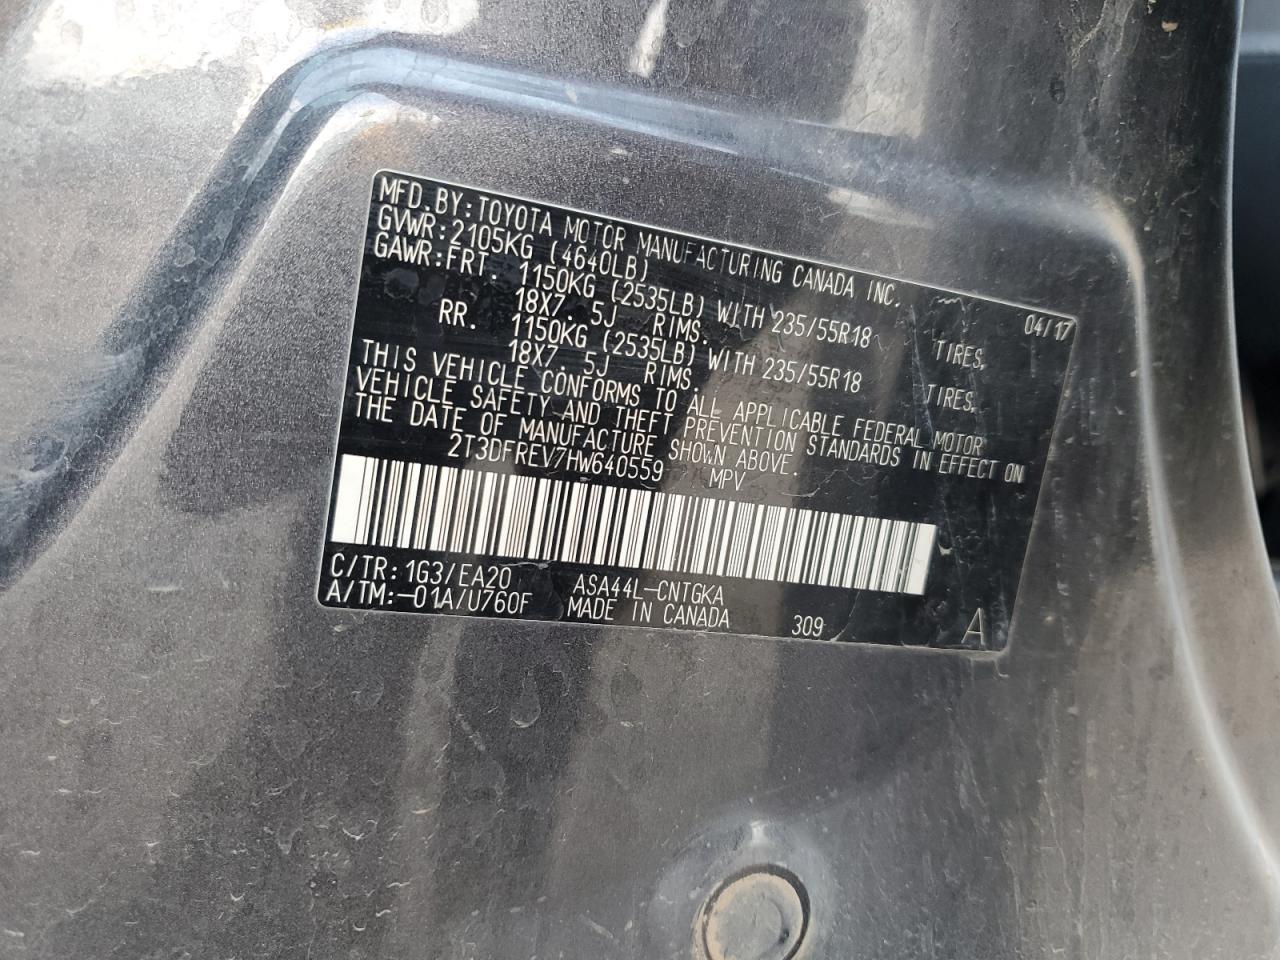 MFD. BY: TOYOTA MOTOR MANUFACTURING CANADA INC. 04/17
GVWR: 2105KG (4640LB)
GAWR: FRT. 1150KG (2535LB) WITH 235/55R18 TIRES,
18X7. 5J RIMS.
RR. 1150KG (2535LB) WITH 235/55R18 TIRES,
18X7. 5J RIMS.
THIS VEHICLE CONFORMS TO ALL APPLICABLE FEDERAL MOTOR
VEHICLE SAFETY AND THEFT PREVENTION STANDARDS IN EFFECT ON
THE DATE OF MANUFACTURE SHOWN ABOVE.
2T3DFREV7HW640559 MPV
C/TR: 1G3/EA20 ASA44L-CNTGKA
A/TM: -01A/U760F MADE IN CANADA 309 A